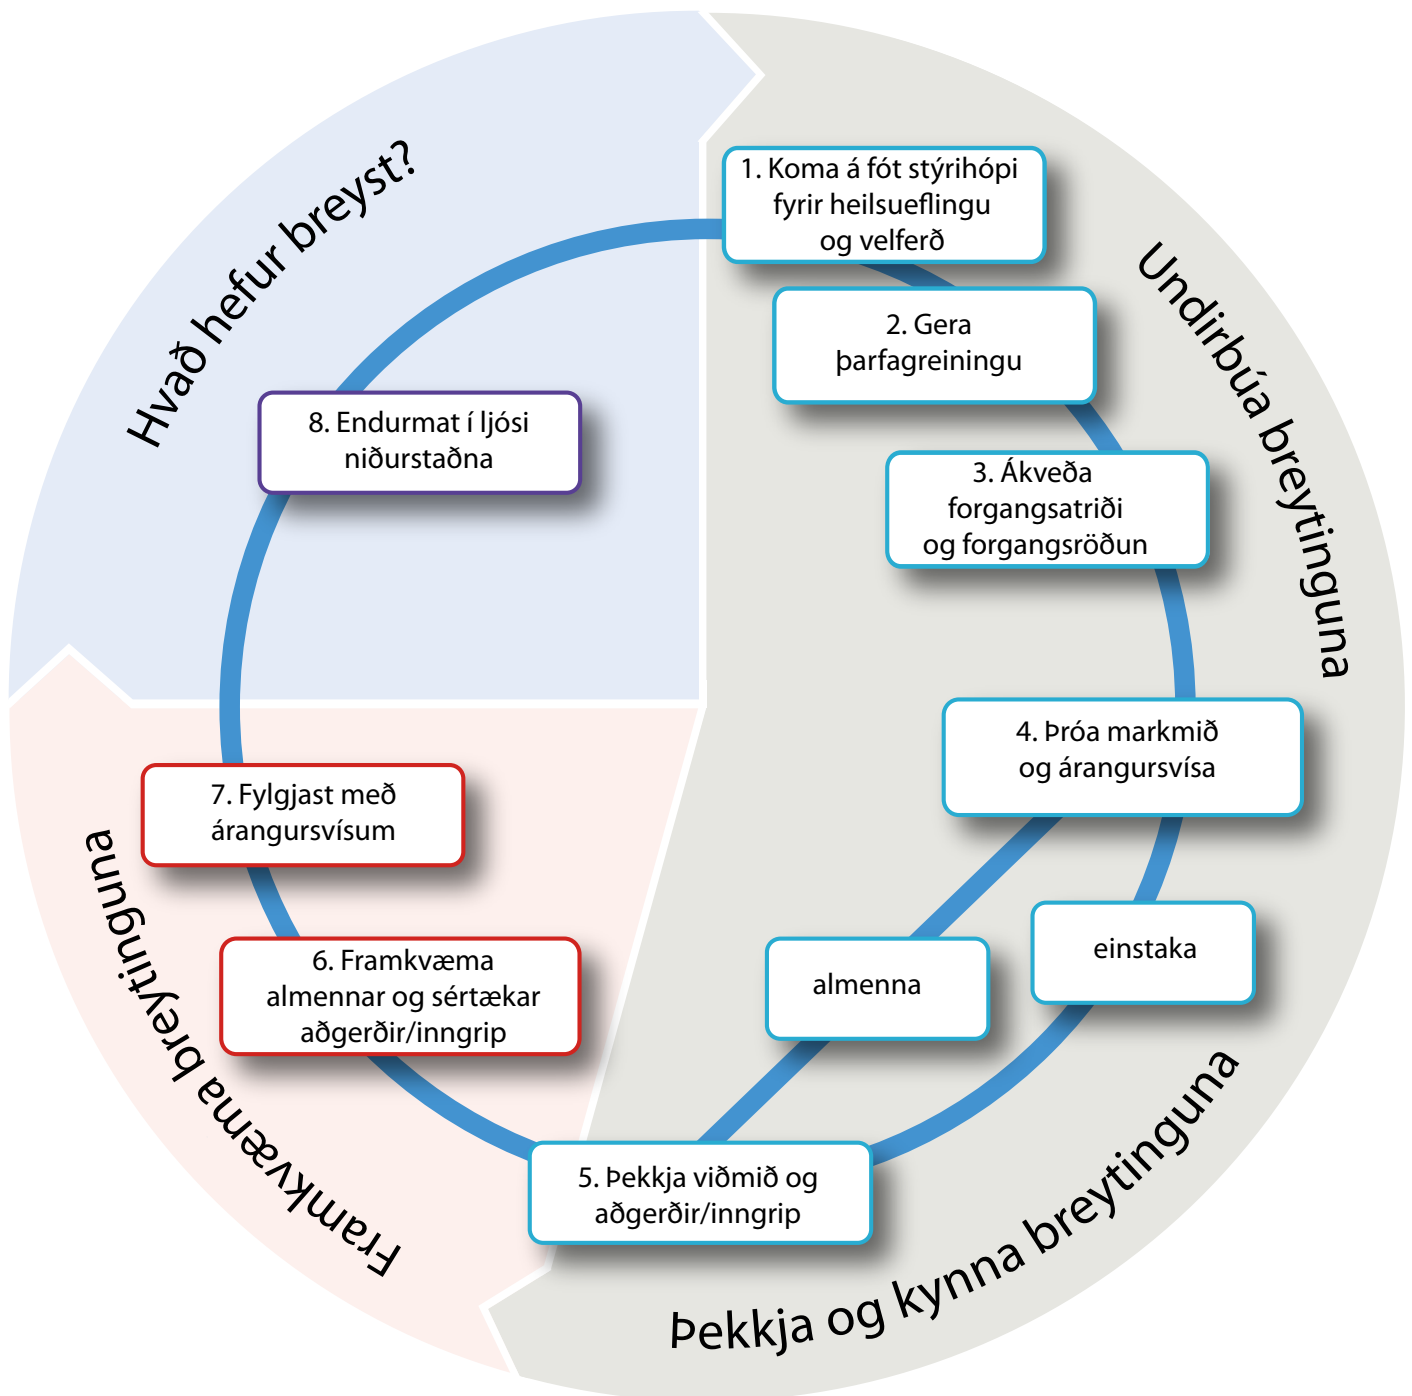 Hvað hefur breyst?
Undirbúa breytinguna
1. Koma á fót stýrihópi
fyrir heilsueflingu
og velferð
2. Gera
þarfagreiningu
3. Ákveða
forgangsatriði
og forgangsröðun
4. Þróa markmið
og árangursvísa
einstaka
almenna
5. Þekkja viðmið og
aðgerðir/inngrip
Þekkja og kynna breytinguna
6. Framkvæma
almennar og sértækar
aðgerðir/inngrip
7. Fylgjast með
árangursvísum
Framkvæma breytinguna
8. Endurmat í ljósi
niðurstaðna